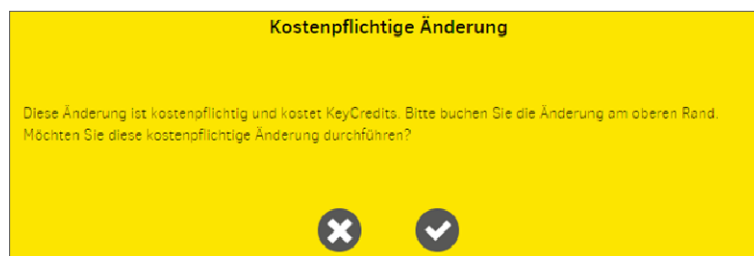 Kostenpflichtige Änderung
Diese Änderung ist kostenpflichtig und kostet KeyCredits. Bitte buchen Sie die Änderung am oberen Rand.
Möchten Sie diese kostenpflichtige Änderung durchführen?